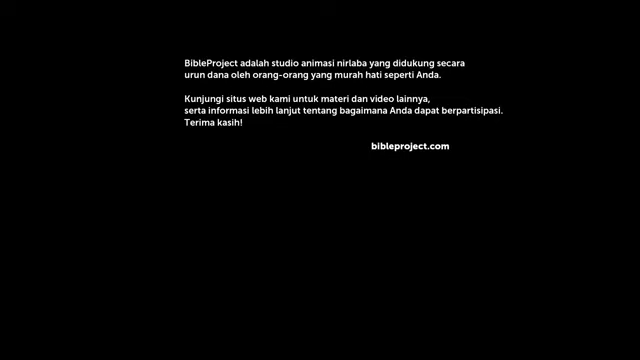 BibleProject adalah studio animasi nirlaba yang didukung secara
urun dana oleh orang-orang yang murah hati seperti Anda.
Kunjungi situs web kami untuk materi dan video lainnya,
serta informasi lebih lanjut tentang bagaimana Anda dapat berpartisipasi.
Terima kasih!
bibleproject.com